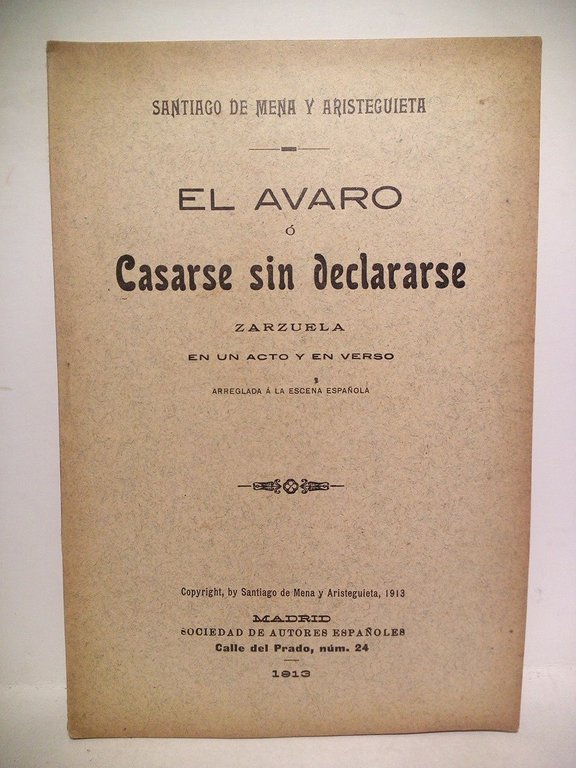 SANTIAGO DE MENA Y ARISTEGUIETA
EL AVARO
ó
Casarse sin declararse
ZARZUELA
EN UN ACTO Y EN VERSO
ARREGLADA Á LA ESCENA ESPAÑOLA
Copyright, by Santiago de Mena y Aristeguieta, 1913
MADRID
SOCIEDAD DE AUTORES ESPAÑOLES
Calle del Prado, núm. 24
1913